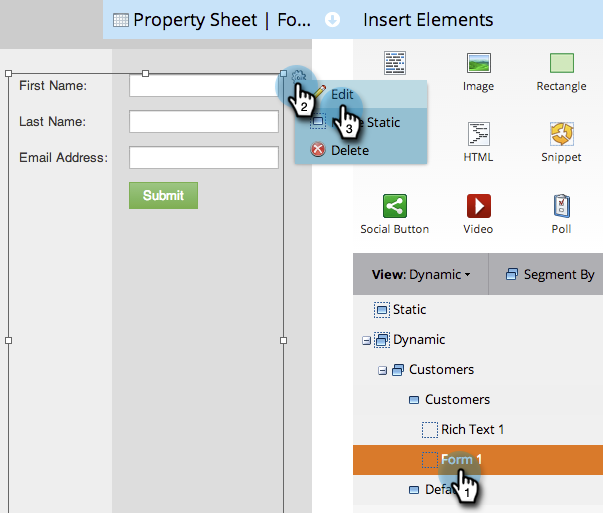 Property Sheet | Fo...
Insert Elements
First Name:
Last Name:
Email Address:
Submit
2
Edit
3
Static
Delete
Image
Rectangle
HTML
Snippet
Social Button
Video
Poll
View: Dynamic
Segment By
Static
Dynamic
Customers
Customers
Rich Text 1
Form 1
1